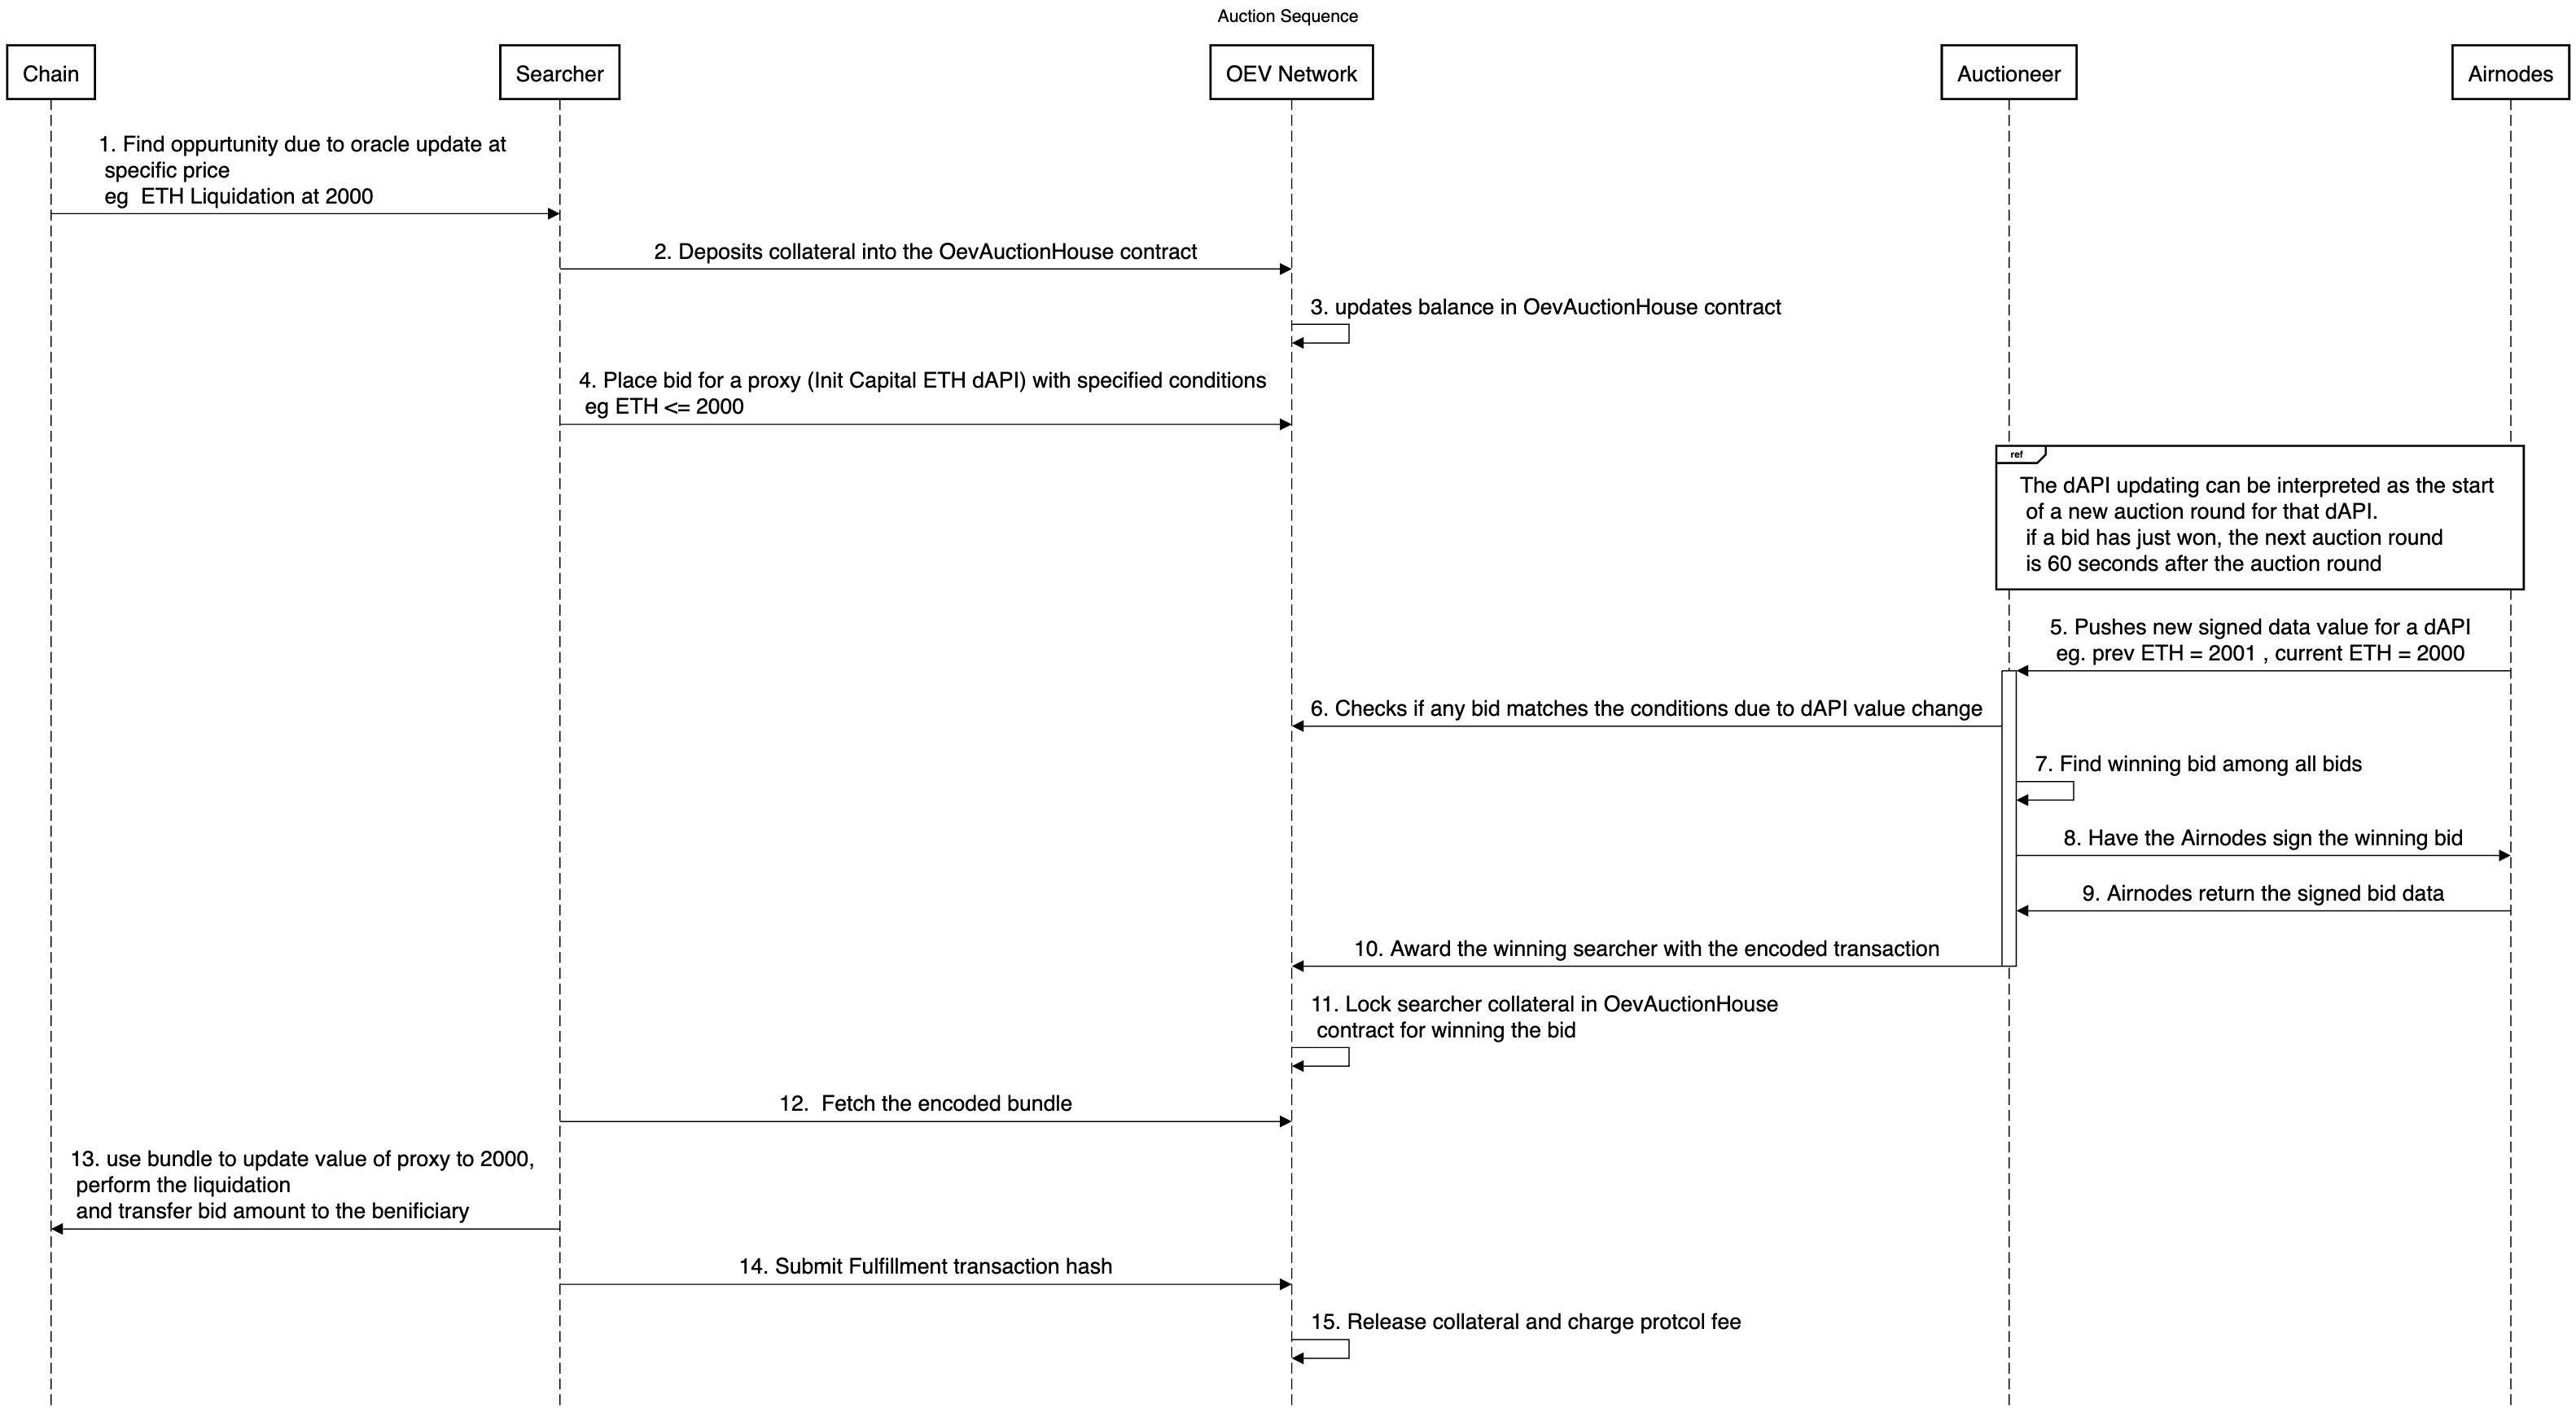 Auction Sequence
Chain
Searcher
OEV Network
Auctioneer
Airnodes
1. Find oppurtunity due to oracle update at
specific price
eg  ETH Liquidation at 2000
2. Deposits collateral into the OevAuctionHouse contract
3. updates balance in OevAuctionHouse contract
4. Place bid for a proxy (Init Capital ETH dAPI) with specified conditions
eg ETH <= 2000
ref
The dAPI updating can be interpreted as the start
of a new auction round for that dAPI.
if a bid has just won, the next auction round
is 60 seconds after the auction round
5. Pushes new signed data value for a dAPI
eg. prev ETH = 2001 , current ETH = 2000
6. Checks if any bid matches the conditions due to dAPI value change
7. Find winning bid among all bids
8. Have the Airnodes sign the winning bid
9. Airnodes return the signed bid data
10. Award the winning searcher with the encoded transaction
11. Lock searcher collateral in OevAuctionHouse
contract for winning the bid
12.  Fetch the encoded bundle
13. use bundle to update value of proxy to 2000,
perform the liquidation
and transfer bid amount to the benificiary
14. Submit Fulfillment transaction hash
15. Release collateral and charge protcol fee